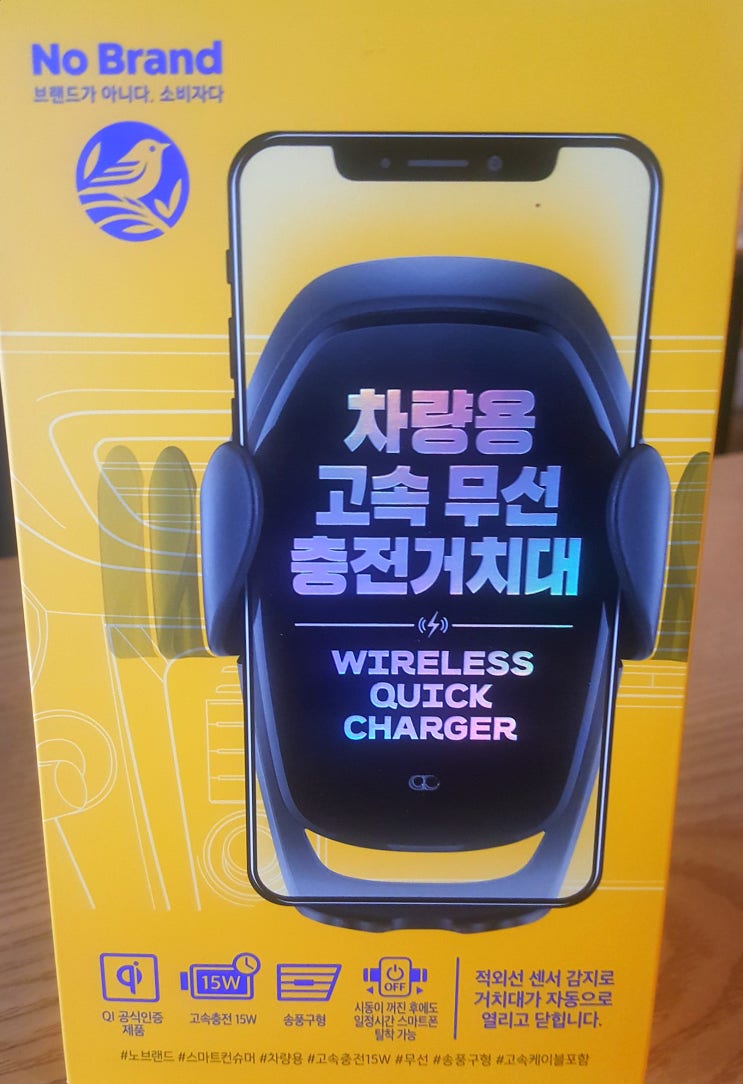 No Brand
브랜드가 아니다. 소비자다
차량용
고속 무선
충전거치대
WIRELESS
QUICK
CHARGER
qi
QI 공식인증
제품
15W
고속충전 15W
송풍구형
OFF
시동이 꺼진 후에도
일정시간 스마트폰
탈착 가능
적외선 센서 감지로
거치대가 자동으로
열리고 닫힙니다.
#노브랜드 #스마트컨슈머 #차량용 #고속충전15W #무선 #송풍구형 #고속케이블포함